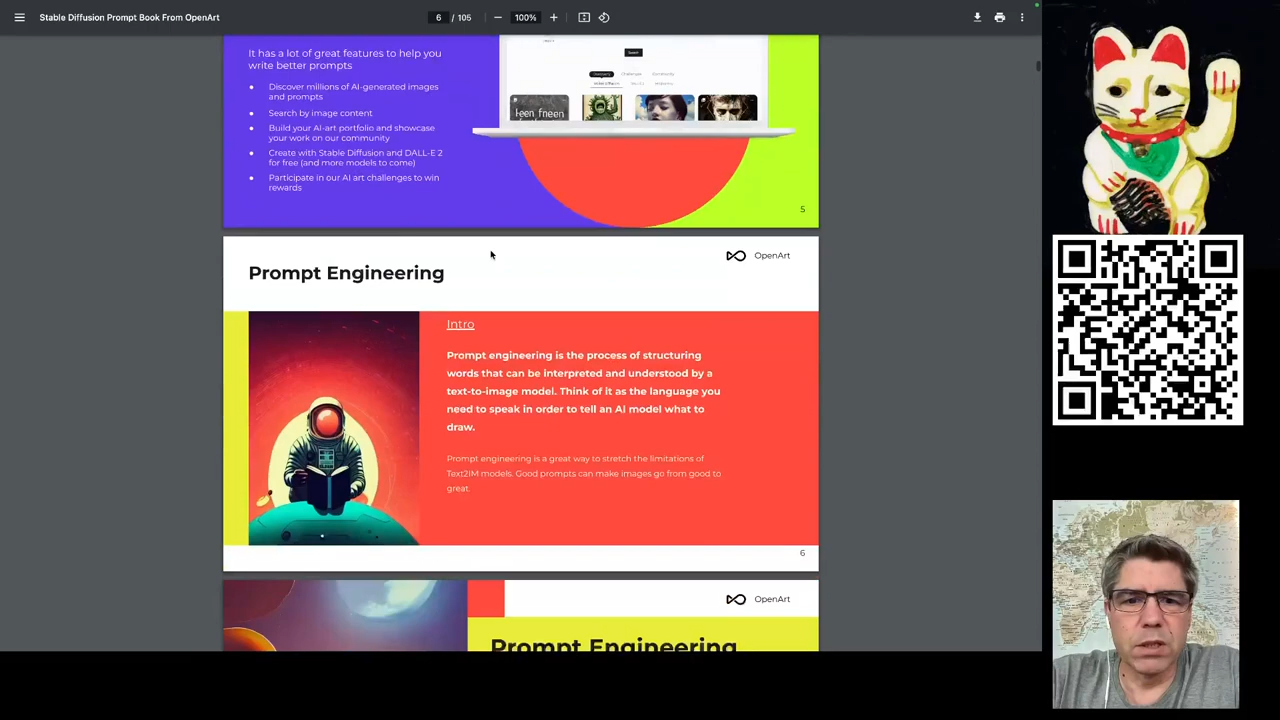 Stable Diffusion Prompt Book From OpenArt
6 / 105
100%
It has a lot of great features to help you
write better prompts
● Discover millions of AI-generated images
and prompts
● Search by image content
● Build your AI-art portfolio and showcase
your work on our community
● Create with Stable Diffusion and DALL-E 2
for free (and more models to come)
● Participate in our AI art challenges to win
rewards
5
Prompt Engineering
OpenArt
Intro
Prompt engineering is the process of structuring
words that can be interpreted and understood by a
text-to-image model. Think of it as the language you
need to speak in order to tell an AI model what to
draw.
Prompt engineering is a great way to stretch the limitations of
Text2IM models. Good prompts can make images go from good to
great.
6
OpenArt
Prompt Engineering